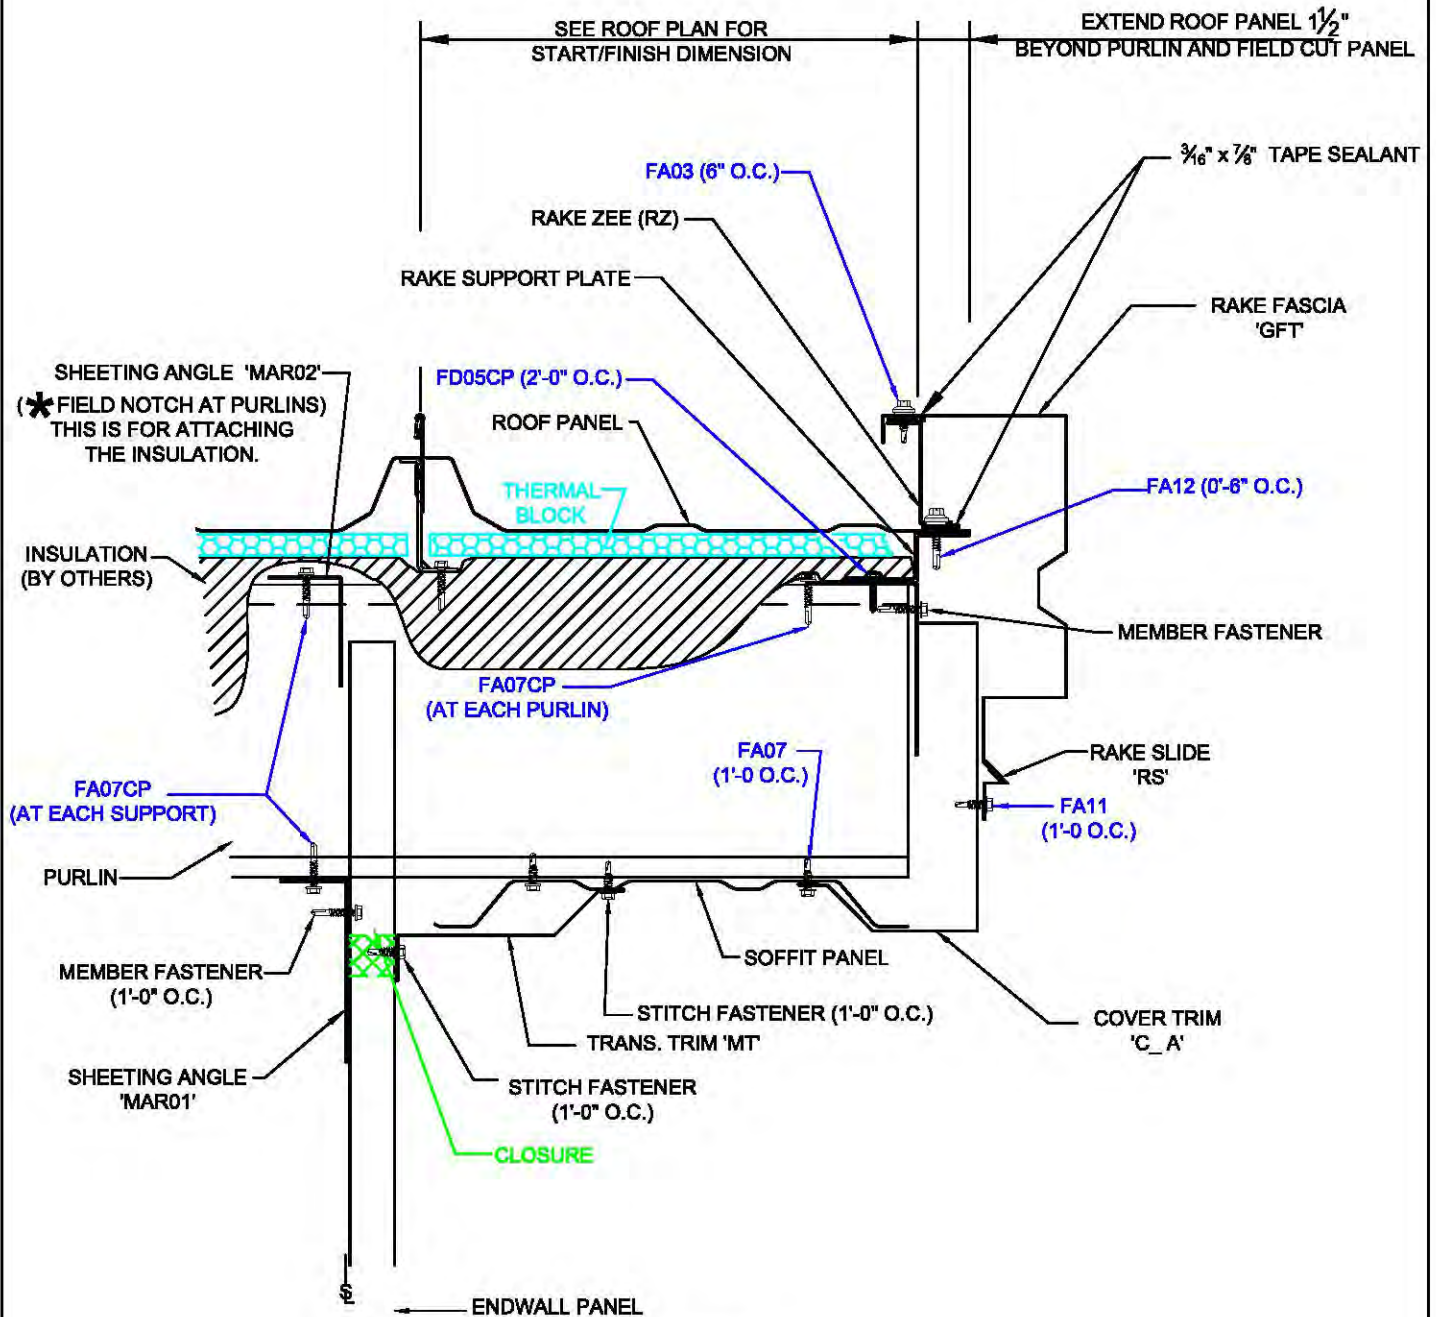 SEE ROOF PLAN FOR
START/FINISH DIMENSION
EXTEND ROOF PANEL 1½"
BEYOND PURLIN AND FIELD CUT PANEL
FA03 (6" O.C.)
³⁄₁₆" x ⅞" TAPE SEALANT
RAKE ZEE (RZ)
RAKE SUPPORT PLATE
RAKE FASCIA
'GFT'
SHEETING ANGLE 'MAR02'
(*FIELD NOTCH AT PURLINS)
THIS IS FOR ATTACHING
THE INSULATION.
FD05CP (2'-0" O.C.)
ROOF PANEL
THERMAL
BLOCK
FA12 (0'-6" O.C.)
INSULATION
(BY OTHERS)
MEMBER FASTENER
FA07CP
(AT EACH PURLIN)
FA07
(1'-0 O.C.)
RAKE SLIDE
'RS'
FA07CP
(AT EACH SUPPORT)
FA11
(1'-0 O.C.)
PURLIN
MEMBER FASTENER
(1'-0" O.C.)
SOFFIT PANEL
STITCH FASTENER (1'-0" O.C.)
TRANS. TRIM 'MT'
COVER TRIM
'C_ A'
SHEETING ANGLE
'MAR01'
STITCH FASTENER
(1'-0" O.C.)
CLOSURE
ENDWALL PANEL